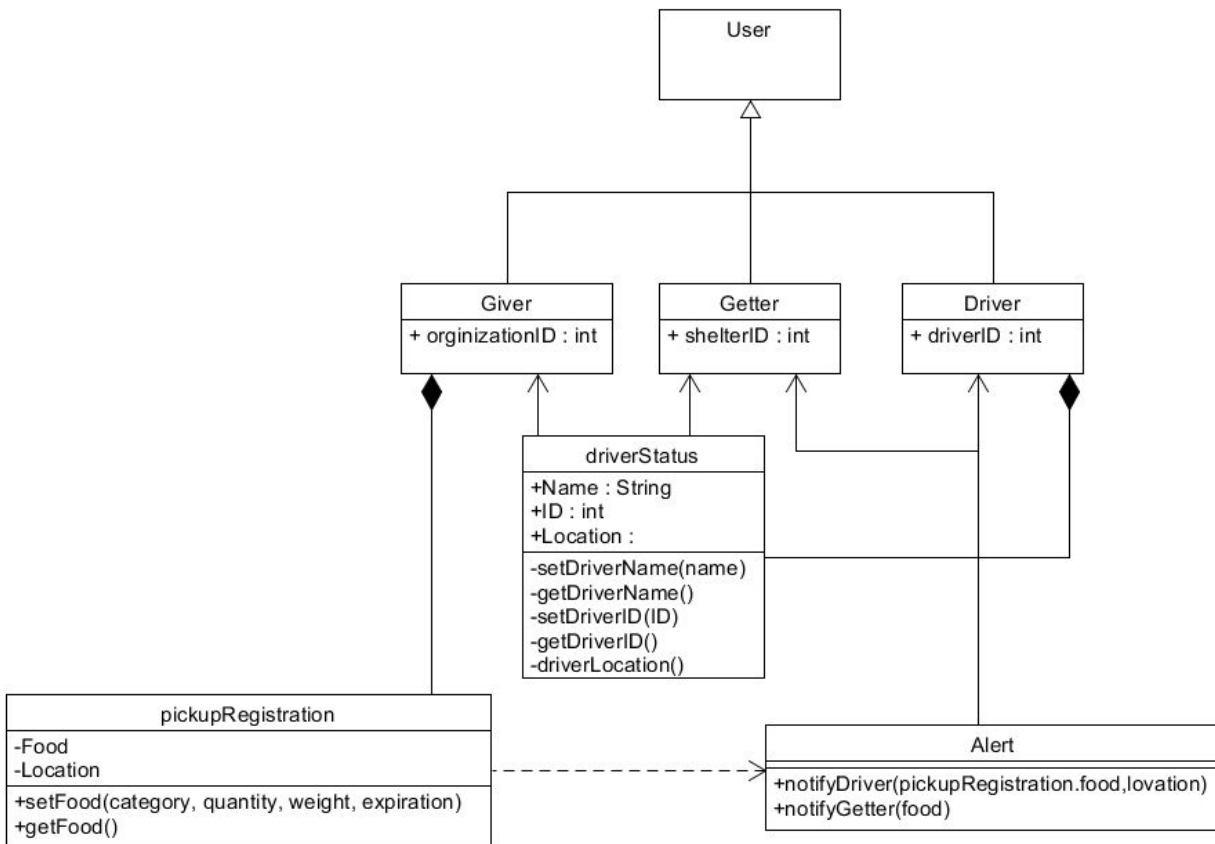 User
Giver
+ orginizationID : int
Getter
+ shelterID : int
Driver
+ driverID : int
driverStatus
+Name : String
+ID : int
+Location :
-setDriverName(name)
-getDriverName()
-setDriverID(ID)
-getDriverID()
-driverLocation()
pickupRegistration
-Food
-Location
+setFood(category, quantity, weight, expiration)
+getFood()
Alert
+notifyDriver(pickupRegistration.food,lovation)
+notifyGetter(food)